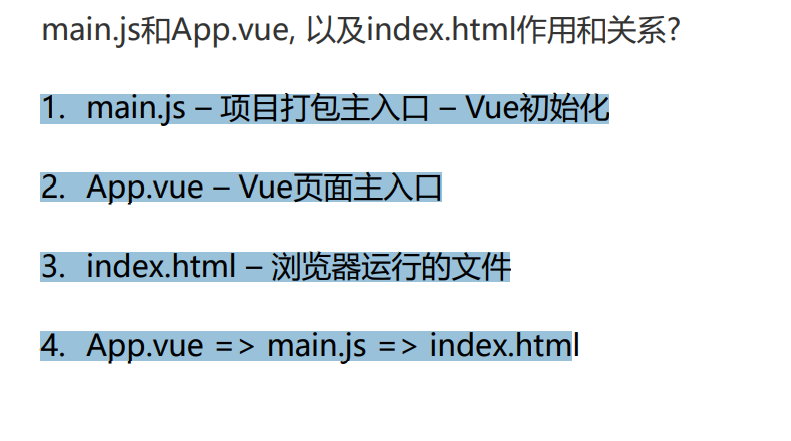 main.js和App.vue, 以及index.html作用和关系?
1. main.js – 项目打包主入口 – Vue初始化
2. App.vue – Vue页面主入口
3. index.html – 浏览器运行的文件
4. App.vue => main.js => index.html